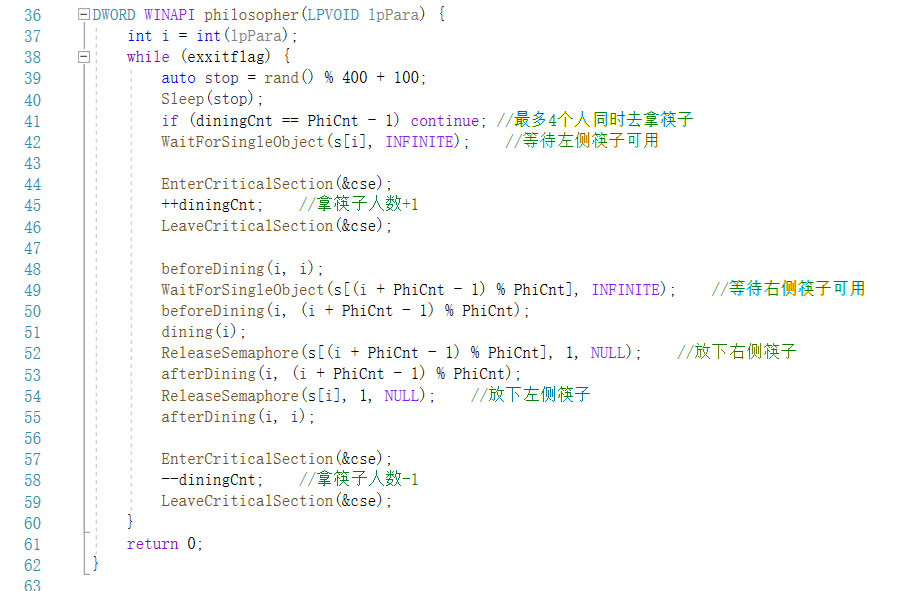 36 DWORD WINAPI philosopher(LPVOID lpPara) {
37 int i = int(lpPara);
38 while (exxitflag) {
39 auto stop = rand() % 400 + 100;
40 Sleep(stop);
41 if (diningCnt == PhiCnt - 1) continue; //最多4个人同时去拿筷子
42 WaitForSingleObject(s[i], INFINITE); //等待左侧筷子可用
43
44 EnterCriticalSection(&cse);
45 ++diningCnt; //拿筷子人数+1
46 LeaveCriticalSection(&cse);
47
48 beforeDining(i, i);
49 WaitForSingleObject(s[(i + PhiCnt - 1) % PhiCnt], INFINITE); //等待右侧筷子可用
50 beforeDining(i, (i + PhiCnt - 1) % PhiCnt);
51 dining(i);
52 ReleaseSemaphore(s[(i + PhiCnt - 1) % PhiCnt], 1, NULL); //放下右侧筷子
53 afterDining(i, (i + PhiCnt - 1) % PhiCnt);
54 ReleaseSemaphore(s[i], 1, NULL); //放下左侧筷子
55 afterDining(i, i);
56
57 EnterCriticalSection(&cse);
58 --diningCnt; //拿筷子人数-1
59 LeaveCriticalSection(&cse);
60 }
61 return 0;
62 }
63